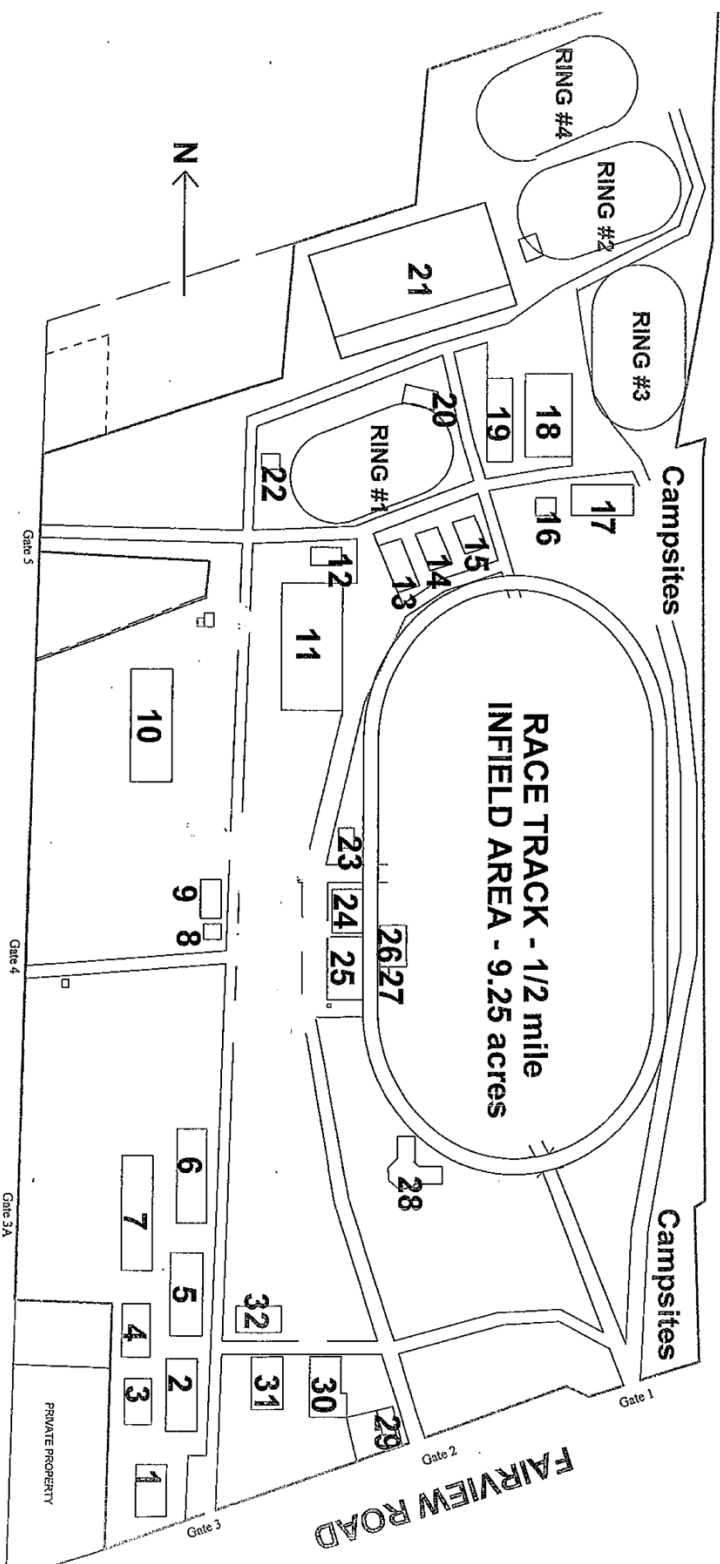 RING #4
RING #2
RING #3
N
21
20
19
18
RING #1
22
Campsites
17
16
15
14
13
12
11
Gate 5
10
RACE TRACK - 1/2 mile
INFIELD AREA - 9.25 acres
23
24
25
26
27
9
8
Gate 4
28
6
7
Gate 3A
5
4
32
Campsites
2
3
31
30
29
1
PRIVATE PROPERTY
Gate 1
Gate 2
Gate 3
FAIRVIEW ROAD